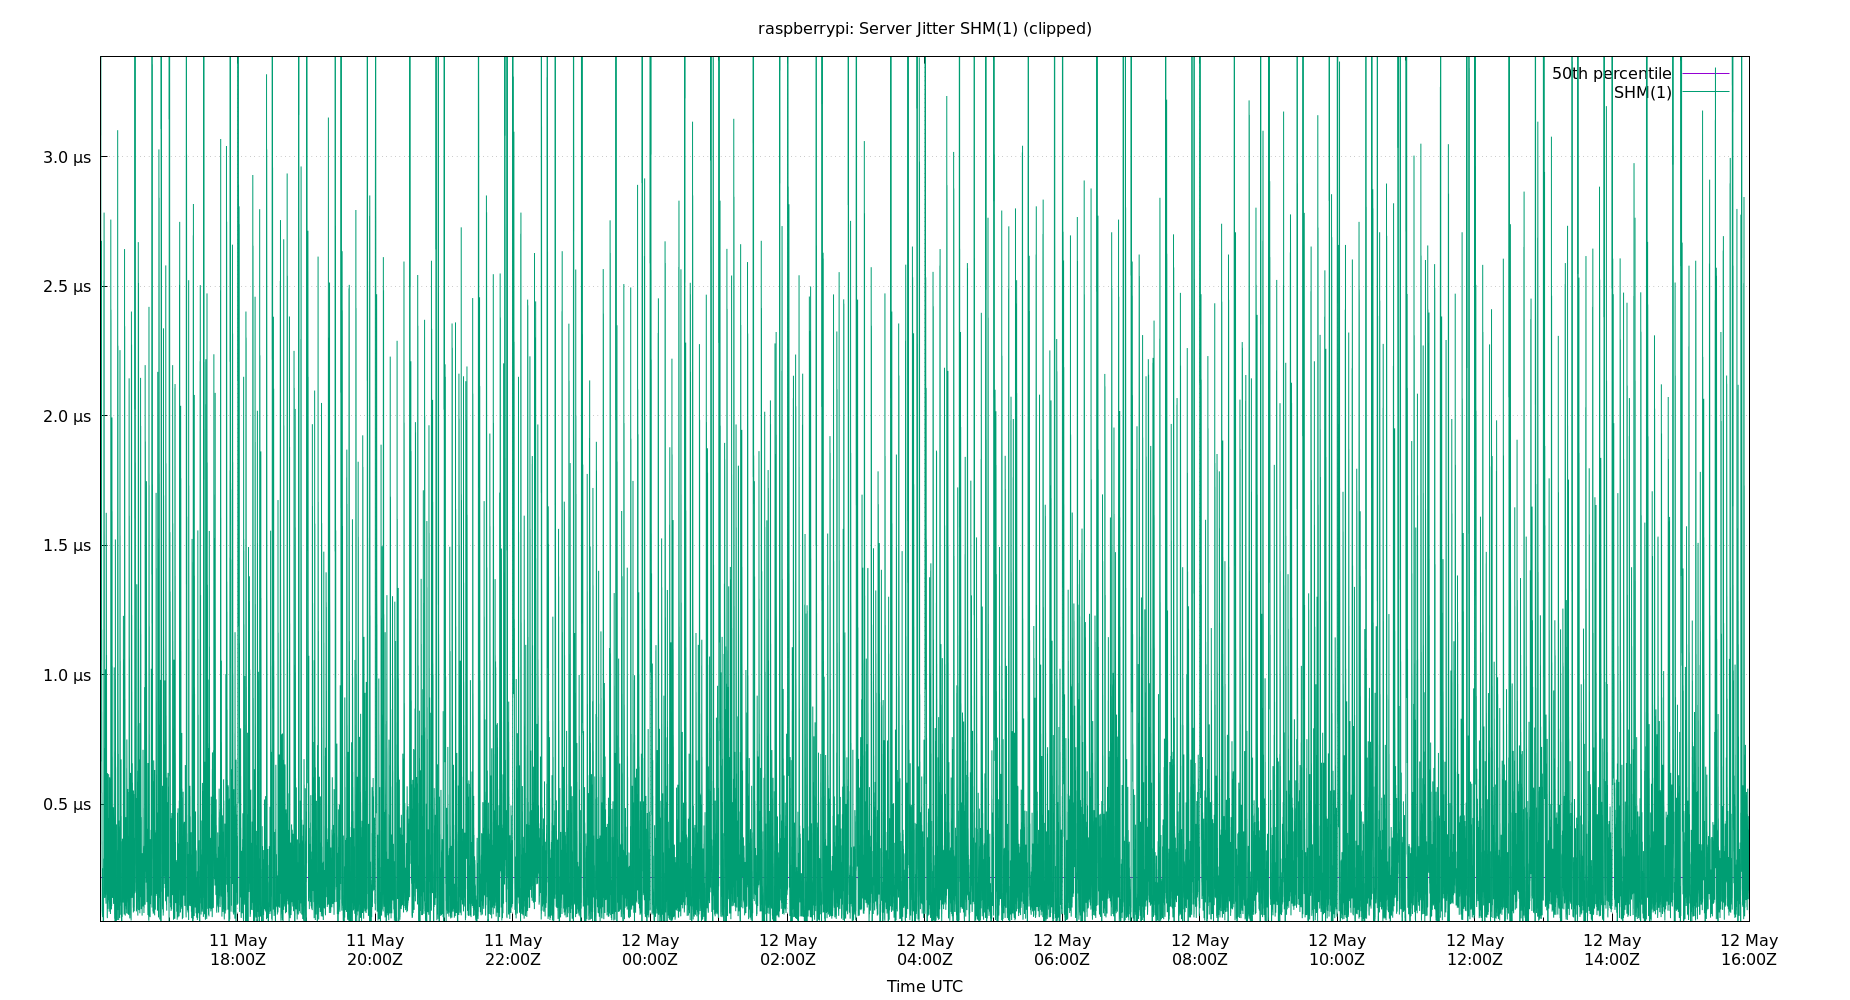 raspberrypi: Server Jitter SHM(1) (clipped)
50th percentile
SHM(1)
3.0 µs
2.5 µs
2.0 µs
1.5 µs
1.0 µs
0.5 µs
11 May 11 May 11 May 12 May 12 May 12 May 12 May 12 May 12 May 12 May 12 May 12 May
18:00Z 20:00Z 22:00Z 00:00Z 02:00Z 04:00Z 06:00Z 08:00Z 10:00Z 12:00Z 14:00Z 16:00Z
Time UTC